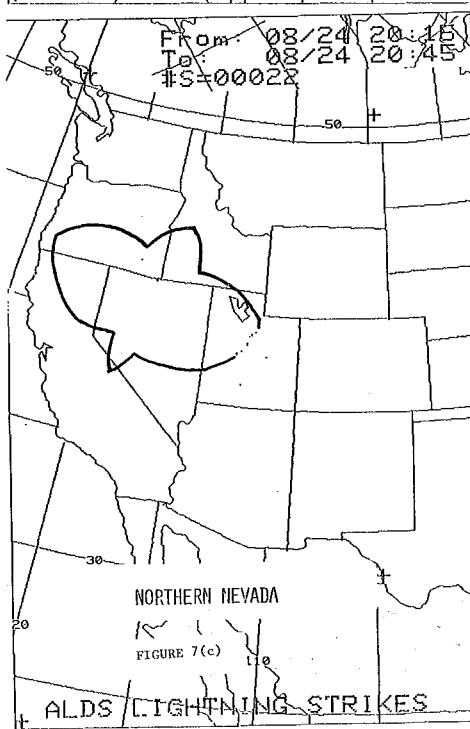 From: 08/24 20:15
To: 08/24 20:45
#S=00022
50
50
30
NORTHERN NEVADA
20
FIGURE 7(c)
110
ALDS LIGHTNING STRIKES